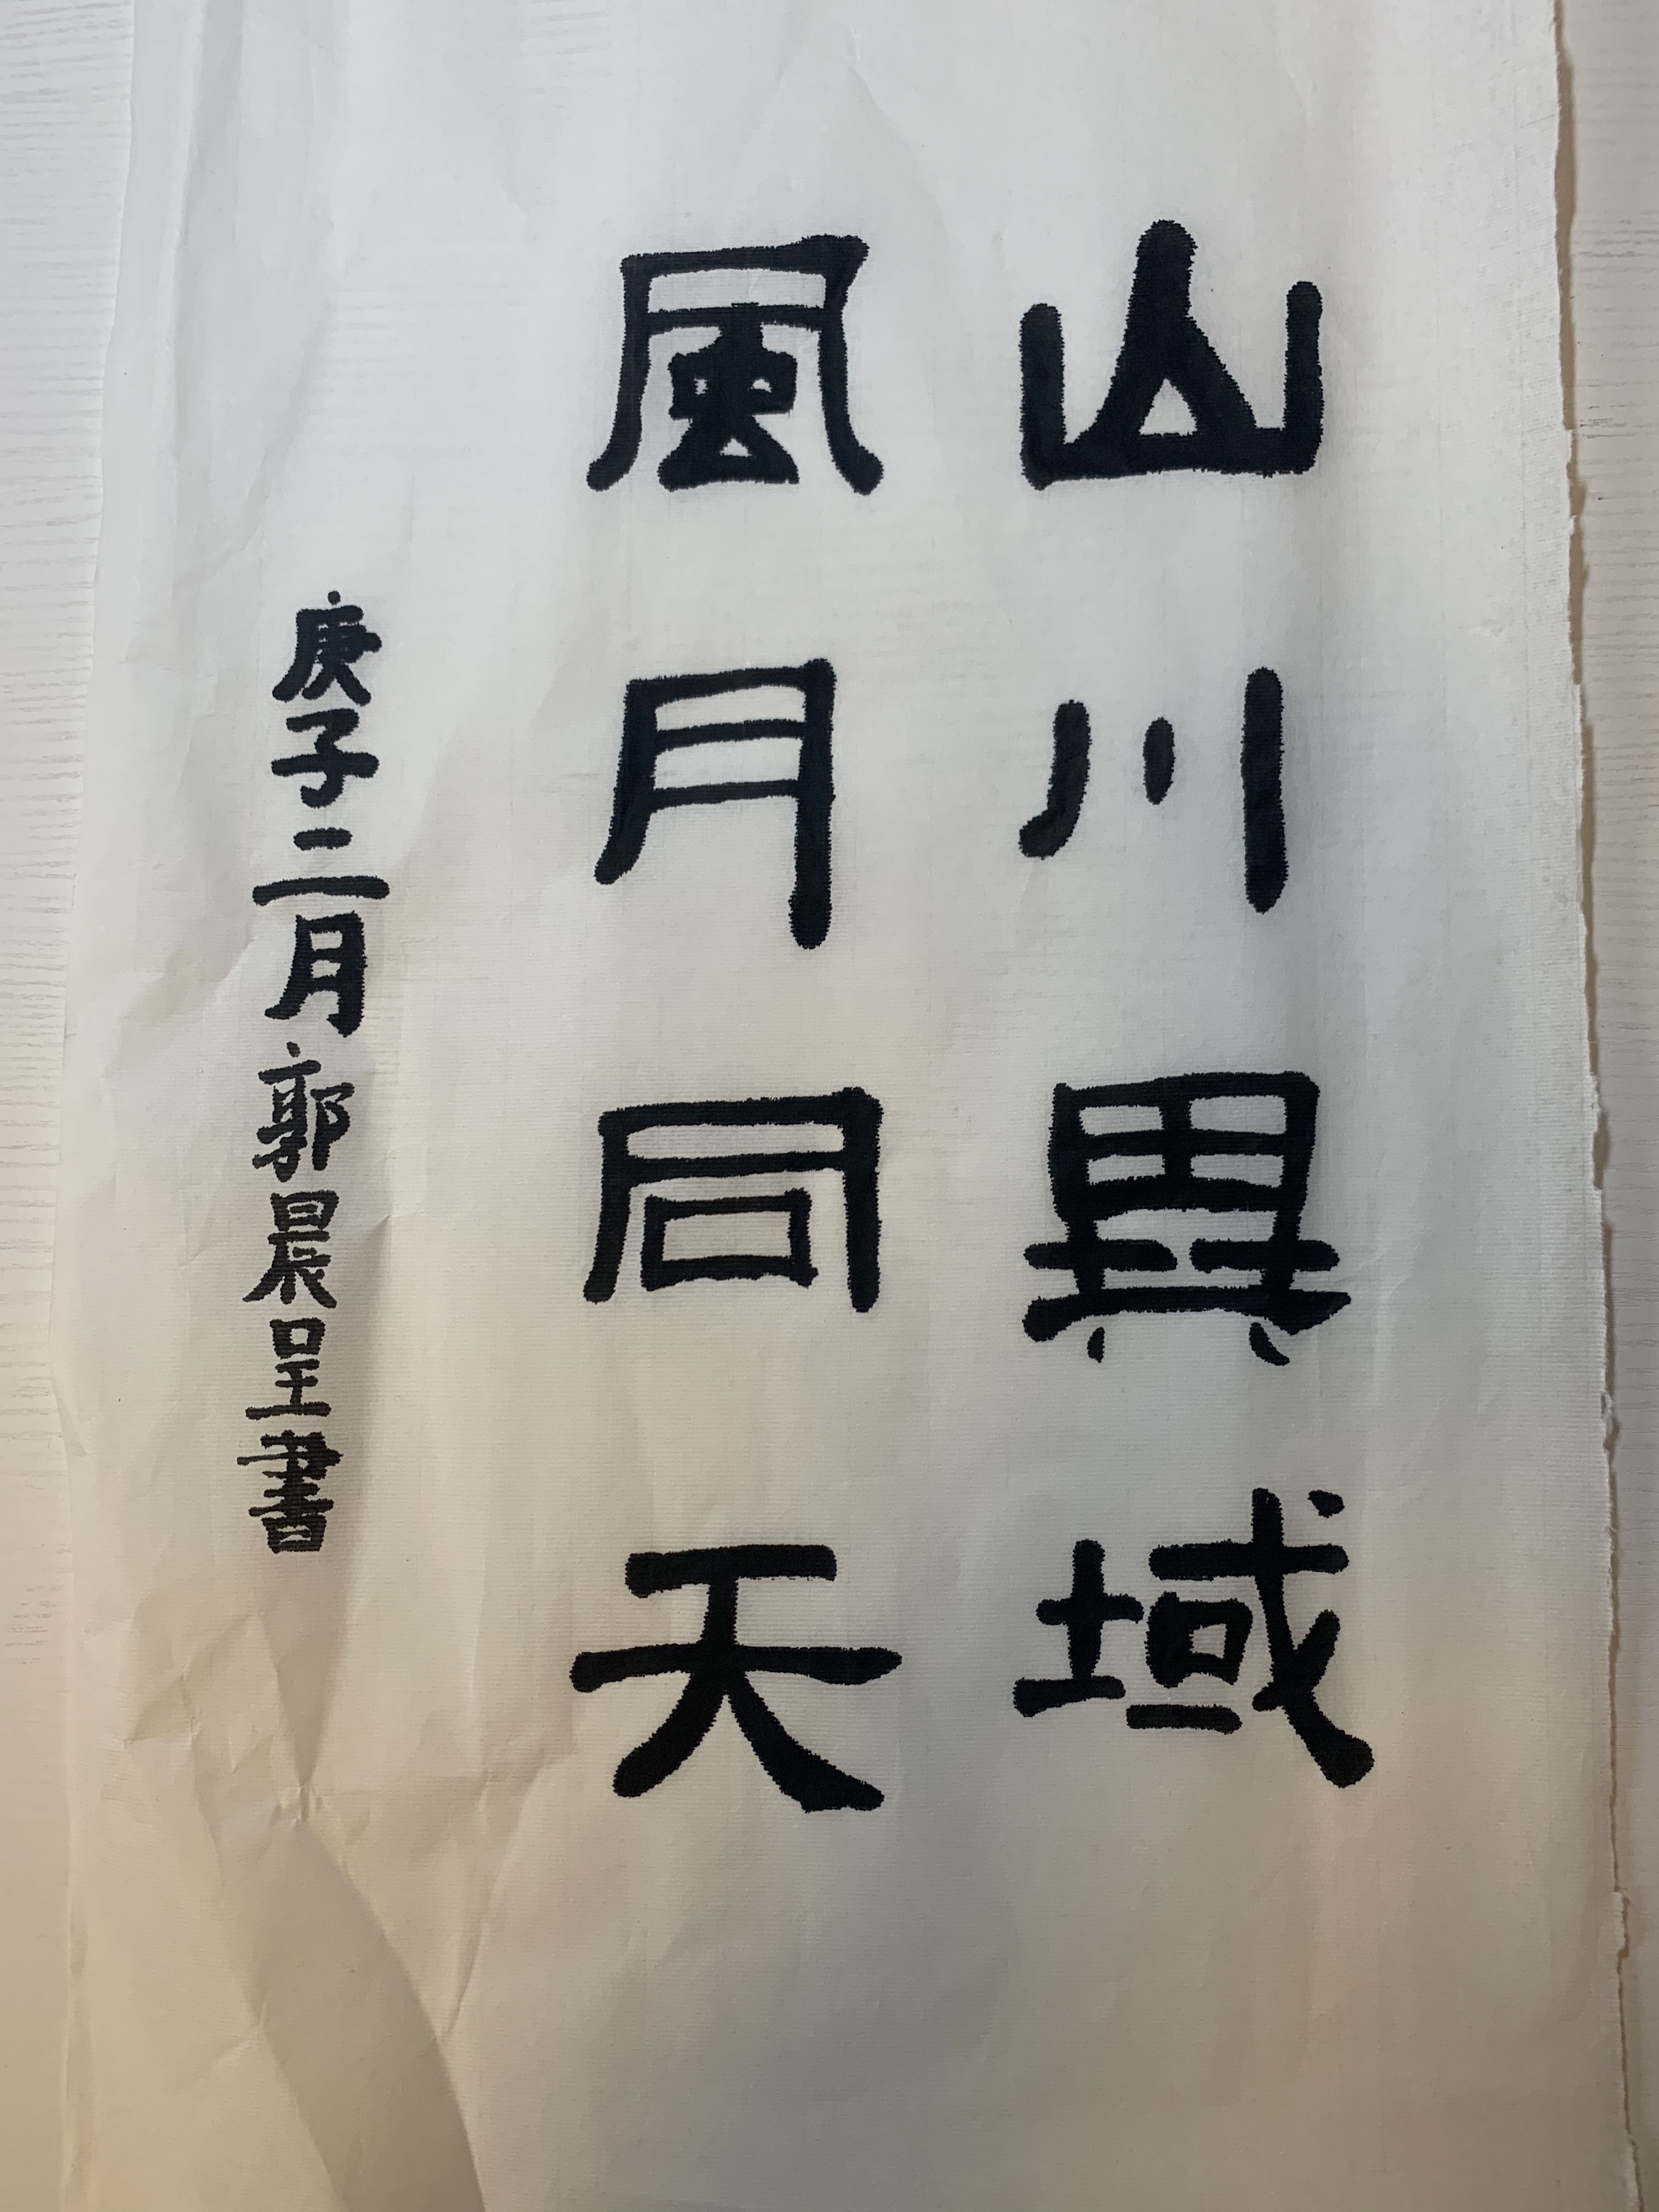 山川異域
風月同天
庚子二月郭晨呈書